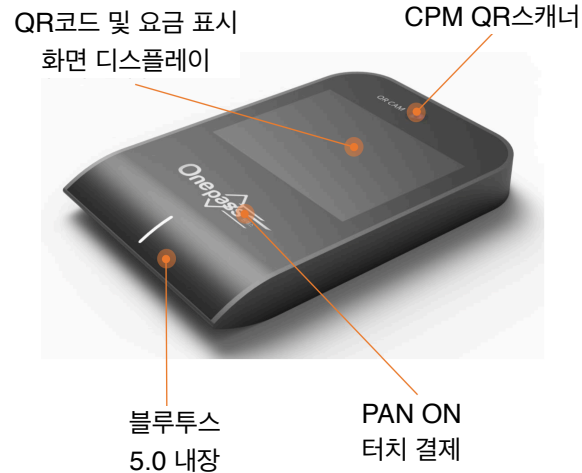 QR코드 및 요금 표시
화면 디스플레이
CPM QR스캐너
QR CAM
Onepass
블루투스
5.0 내장
PAN ON
터치 결제